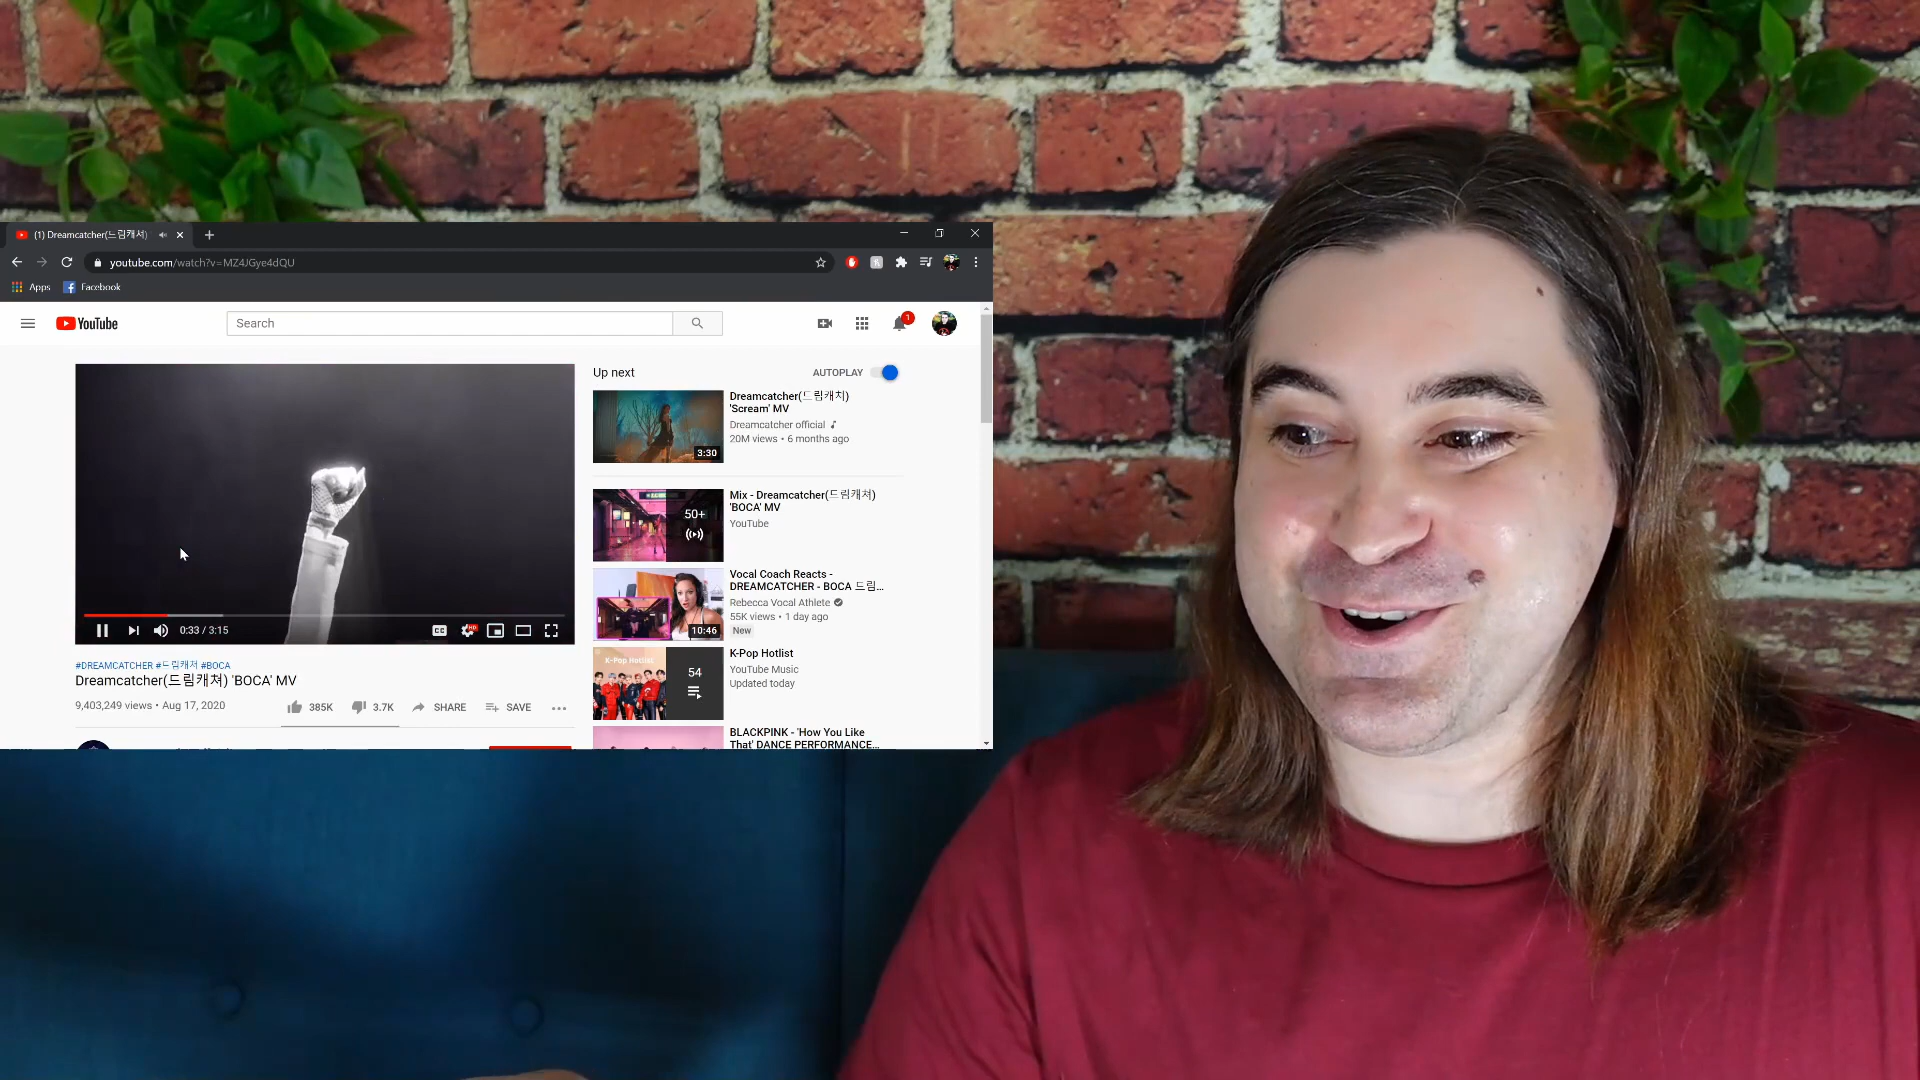 (1) Dreamcatcher(드림캐쳐)
youtube.com/watch?v=MZ4JGye4dQU
Apps
Facebook
YouTube
Search
1
0:33 / 3:15
CC
HD
#DREAMCATCHER #드림캐쳐 #BOCA
Dreamcatcher(드림캐쳐) 'BOCA' MV
9,403,249 views • Aug 17, 2020
385K
3.7K
SHARE
SAVE
Up next
AUTOPLAY
3:30
Dreamcatcher(드림캐쳐)
'Scream' MV
Dreamcatcher official
20M views • 6 months ago
50+
Mix - Dreamcatcher(드림캐쳐)
'BOCA' MV
YouTube
10:46
Vocal Coach Reacts -
DREAMCATCHER - BOCA 드림...
Rebecca Vocal Athlete
55K views • 1 day ago
New
K-Pop Hotlist
54
K-Pop Hotlist
YouTube Music
Updated today
BLACKPINK - 'How You Like
That' DANCE PERFORMANCE...